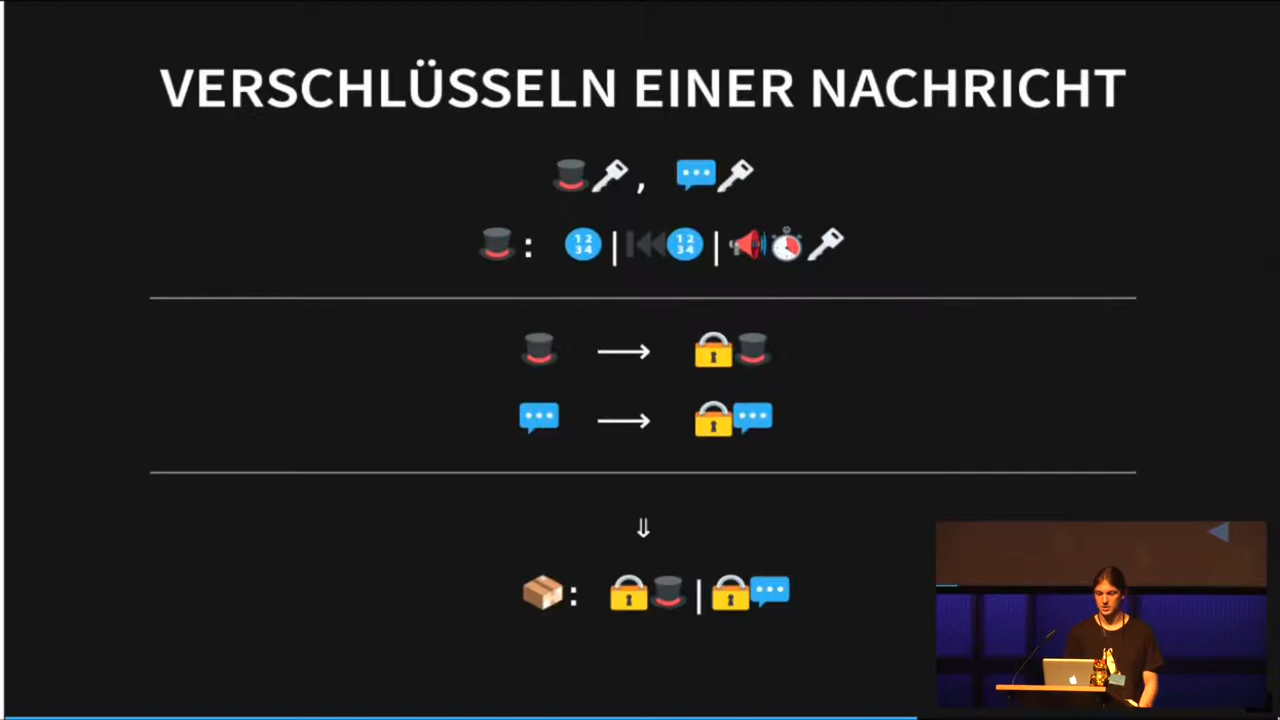 VERSCHLÜSSELN EINER NACHRICHT
🎩🔑, 💬🔑
🎩: 🔢|⏮🔢|📢⏱🔑
🎩 ⟶ 🔒🎩
💬 ⟶ 🔒💬
⇓
📦: 🔒🎩|🔒💬